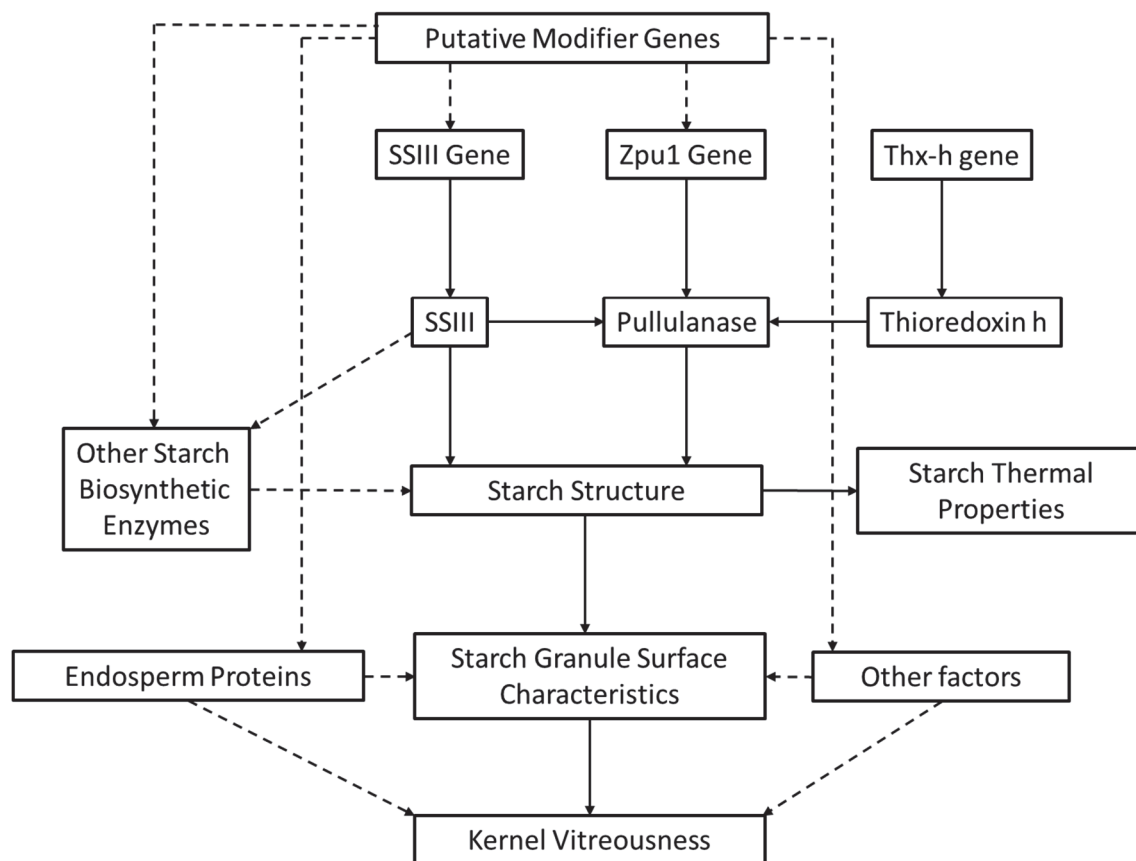 Putative Modifier Genes
SSIII Gene
Zpu1 Gene
Thx-h gene
SSIII
Pullulanase
Thioredoxin h
Other Starch
Biosynthetic
Enzymes
Starch Structure
Starch Thermal
Properties
Endosperm Proteins
Starch Granule Surface
Characteristics
Other factors
Kernel Vitreousness